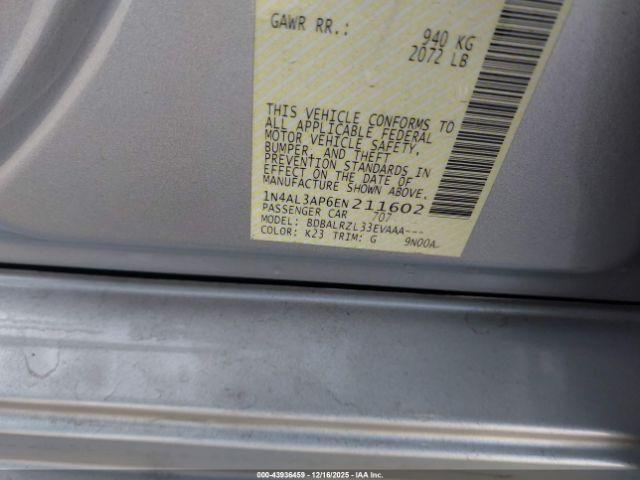 GAWR RR.: 940 KG
2072 LB
THIS VEHICLE CONFORMS TO
ALL APPLICABLE FEDERAL
MOTOR VEHICLE SAFETY,
BUMPER, AND THEFT
PREVENTION STANDARDS IN
EFFECT ON THE DATE OF
MANUFACTURE SHOWN ABOVE.
1N4AL3AP6EN211602
PASSENGER CAR 707
MODEL: BDBALRZL33EVAAA---
COLOR: K23 TRIM: G 9N00A
000-43936459 - 12/16/2025 - IAA Inc.